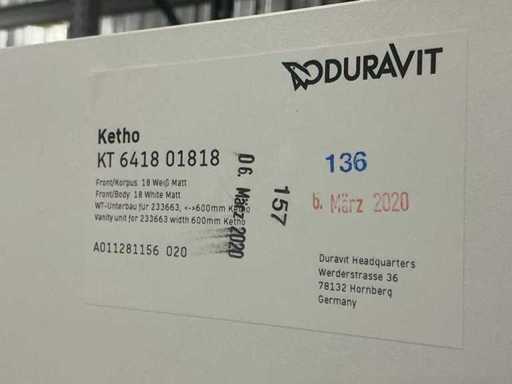 DURAVIT
Ketho
KT 6418 01818
Front/Korpus 18 Weiß Matt
Front/Body 18 White Matt
WT-Unterbau für 233663, <->600mm Ketho
Vanity unit for 233663 width 600mm Ketho
A011281156 020
06. März 2020
157
136
6. März 2020
Duravit Headquarters
Werderstrasse 36
78132 Hornberg
Germany